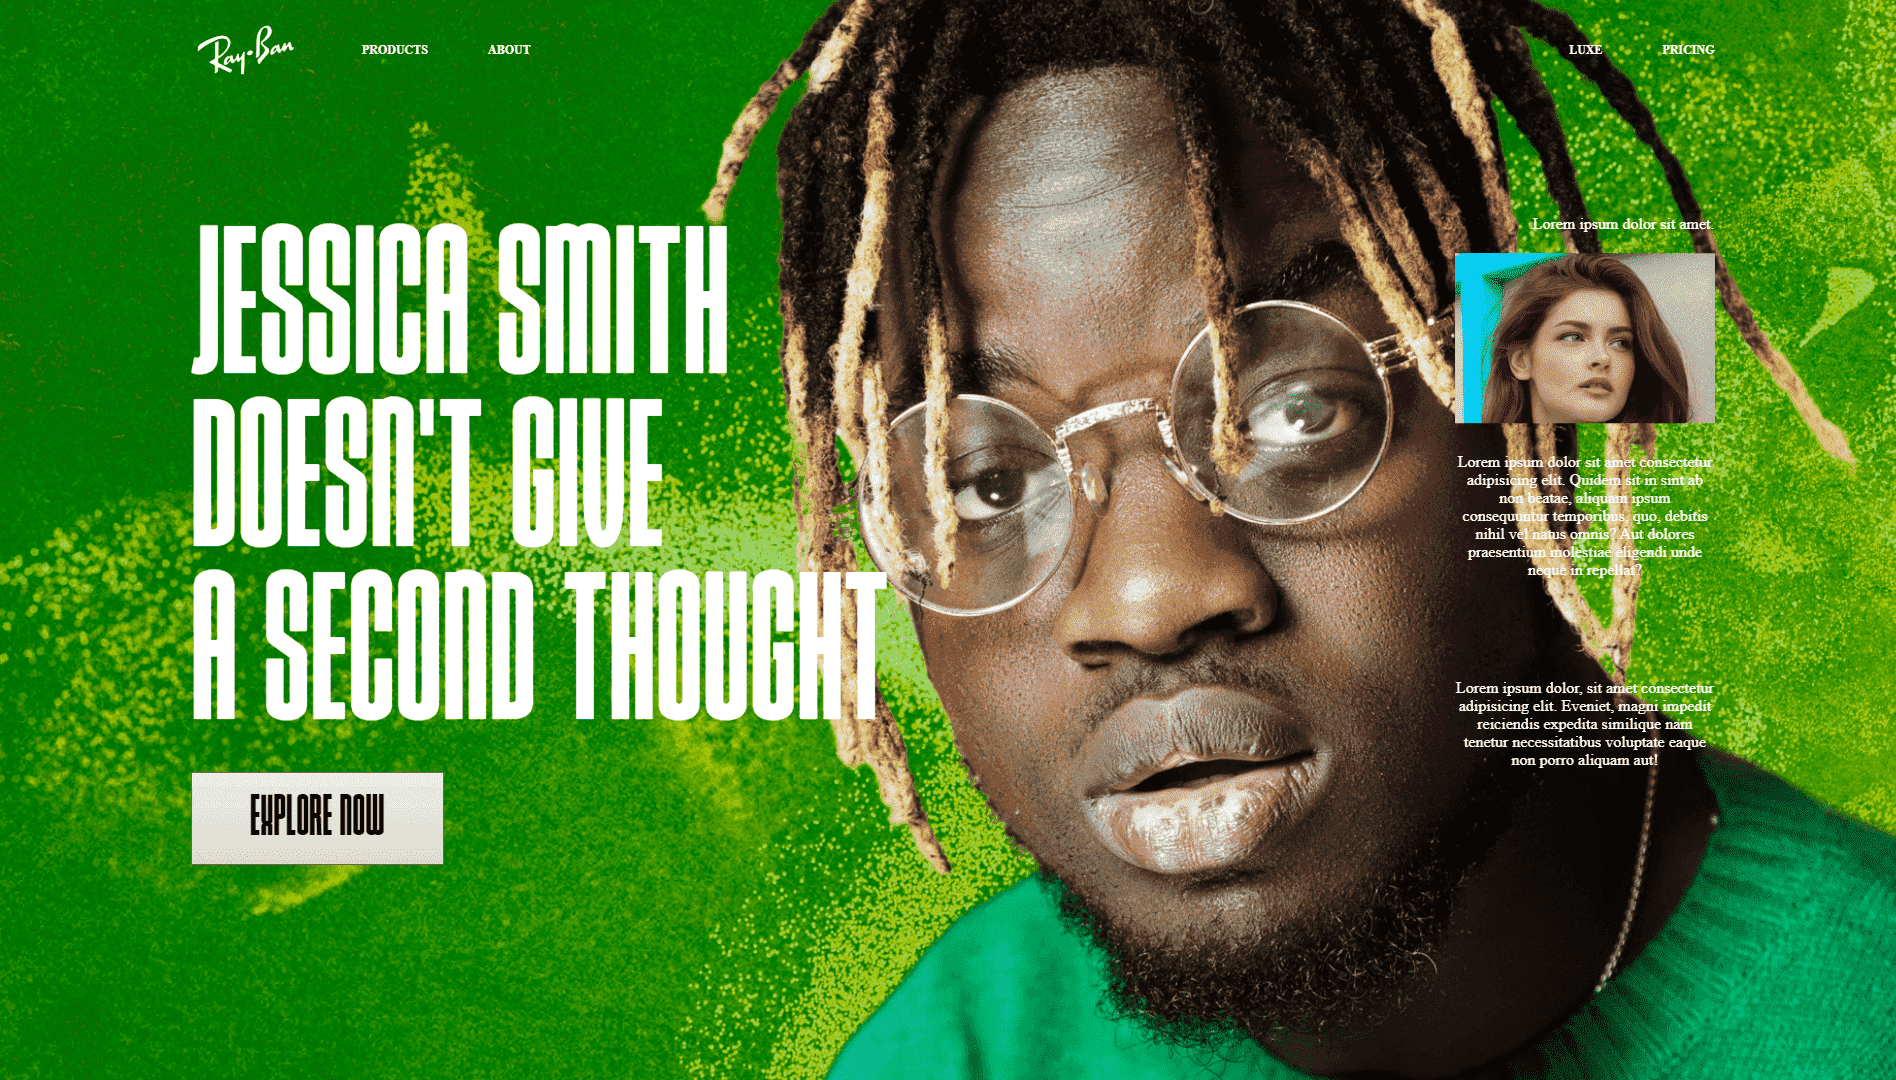 Ray-Ban
PRODUCTS
ABOUT
LUXE
PRICING
JESSICA SMITH
DOESN'T GIVE
A SECOND THOUGHT
EXPLORE NOW
Lorem ipsum dolor sit amet.
Lorem ipsum dolor sit amet consectetur
adipisicing elit. Quidem sit in sint ab
non beatae, aliquam ipsum
consequuntur temporibus, quo, debitis
nihil vel natus omnis? Aut dolores
praesentium molestiae eligendi unde
neque in repellat?
Lorem ipsum dolor, sit amet consectetur
adipisicing elit. Eveniet, magni impedit
reiciendis expedita similique nam
tenetur necessitatibus voluptate eaque
non porro aliquam aut!